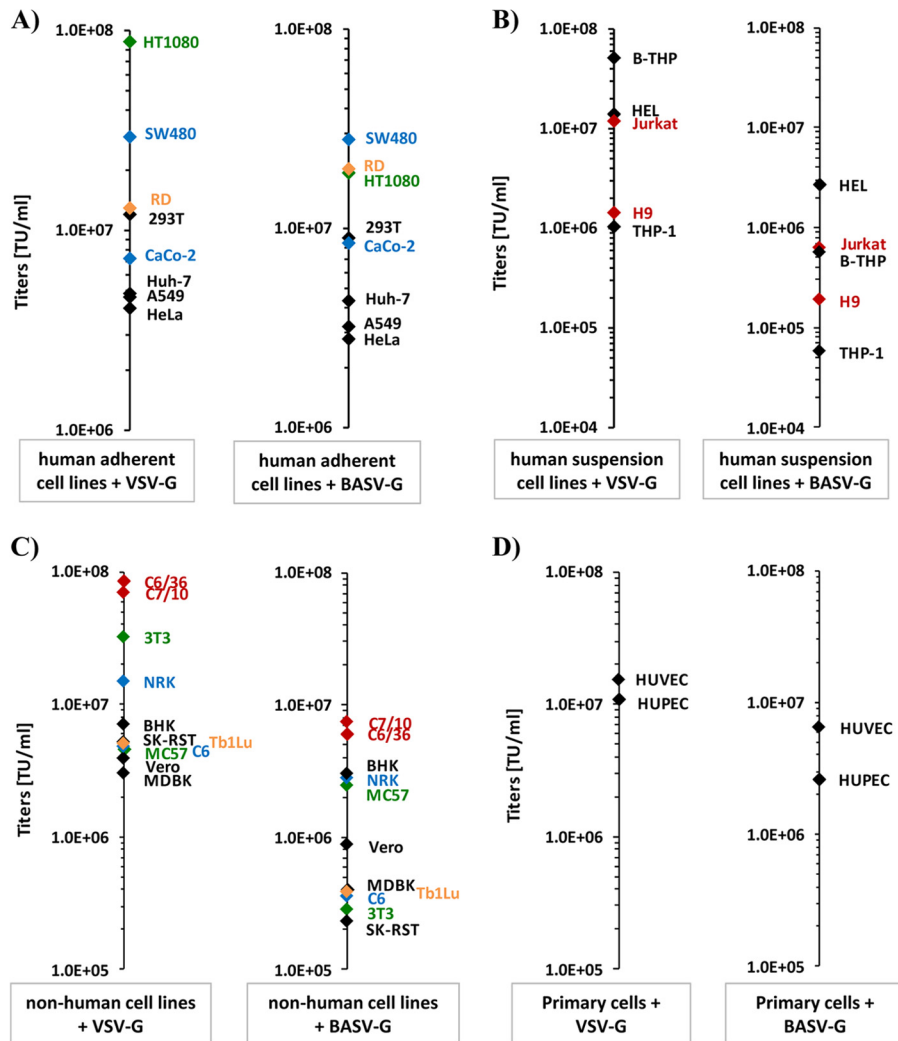 A)
Titers [TU/ml]
1.0E+08
HT1080
SW480
RD
293T
1.0E+07
CaCo-2
Huh-7
A549
HeLa
1.0E+06
human adherent
cell lines + VSV-G
1.0E+08
SW480
RD
HT1080
293T
1.0E+07
CaCo-2
Huh-7
A549
HeLa
1.0E+06
human adherent
cell lines + BASV-G
B)
Titers [TU/ml]
1.0E+08
B-THP
HEL
1.0E+07
Jurkat
H9
1.0E+06
THP-1
1.0E+05
1.0E+04
human suspension
cell lines + VSV-G
1.0E+08
1.0E+07
HEL
1.0E+06
Jurkat
B-THP
H9
1.0E+05
THP-1
1.0E+04
human suspension
cell lines + BASV-G
C)
Titers [TU/ml]
1.0E+08
C6/36
C7/10
3T3
NRK
1.0E+07
BHK
SK-RST Tb1Lu
MC57 C6
Vero
MDBK
1.0E+06
1.0E+05
non-human cell lines
+ VSV-G
1.0E+08
1.0E+07
C7/10
C6/36
BHK
NRK
MC57
1.0E+06
Vero
MDBK Tb1Lu
C6
3T3
SK-RST
1.0E+05
non-human cell lines
+ BASV-G
D)
Titers [TU/ml]
1.0E+08
HUVEC
1.0E+07
HUPEC
1.0E+06
1.0E+05
Primary cells +
VSV-G
1.0E+08
1.0E+07
HUVEC
HUPEC
1.0E+06
1.0E+05
Primary cells +
BASV-G